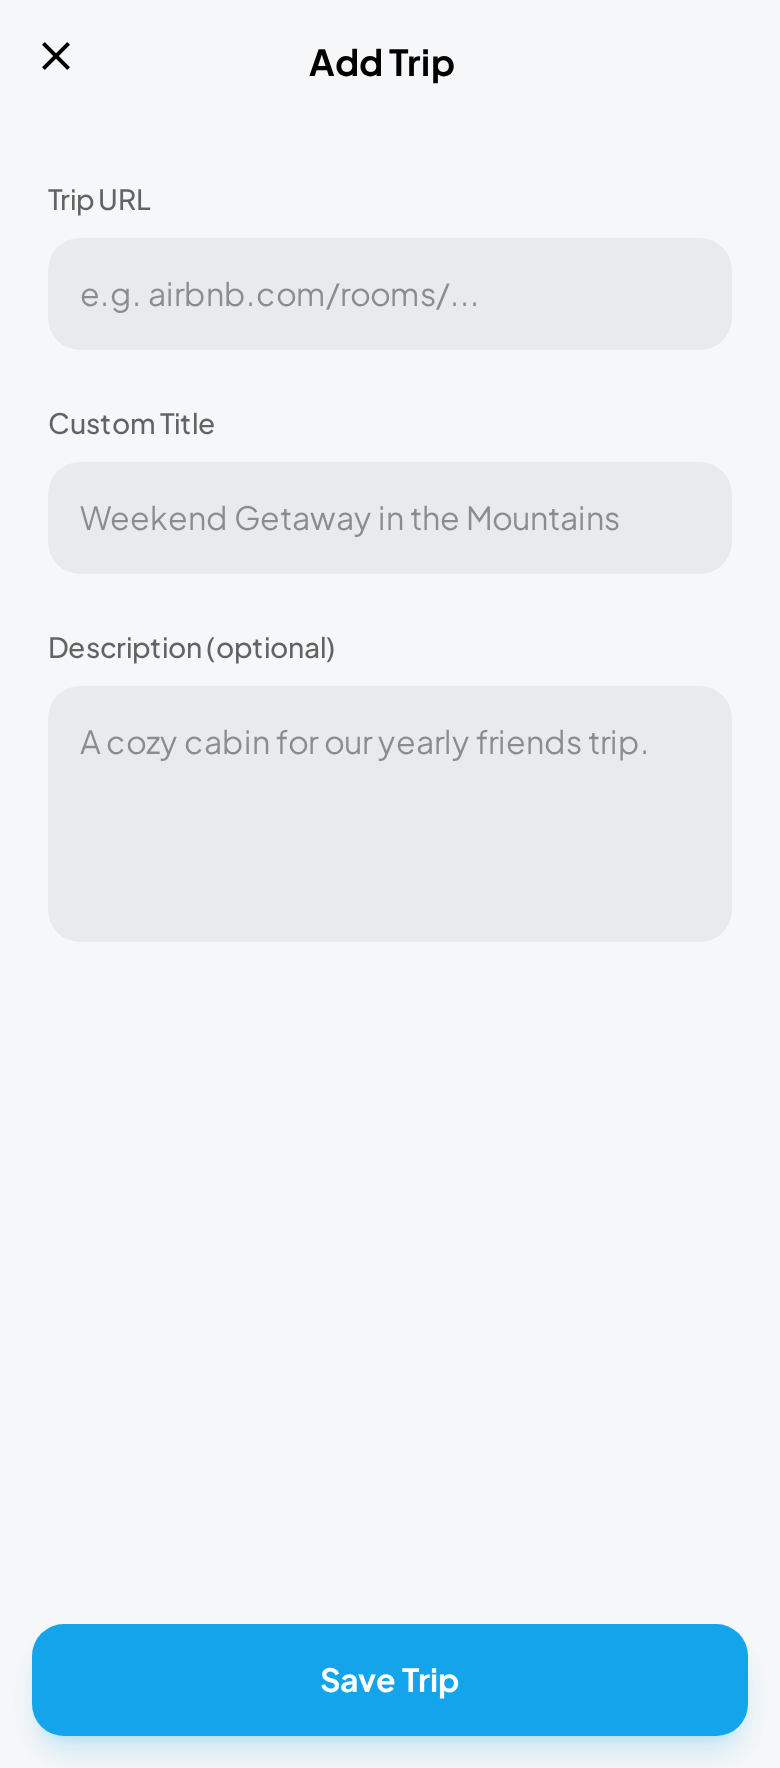 Add Trip
Trip URL
e.g. airbnb.com/rooms/...
Custom Title
Weekend Getaway in the Mountains
Description (optional)
A cozy cabin for our yearly friends trip.
Save Trip